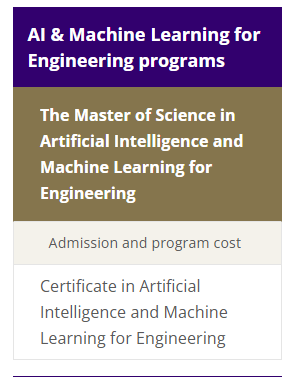 AI & Machine Learning for
Engineering programs
The Master of Science in
Artificial Intelligence and
Machine Learning for
Engineering
Admission and program cost
Certificate in Artificial
Intelligence and Machine
Learning for Engineering